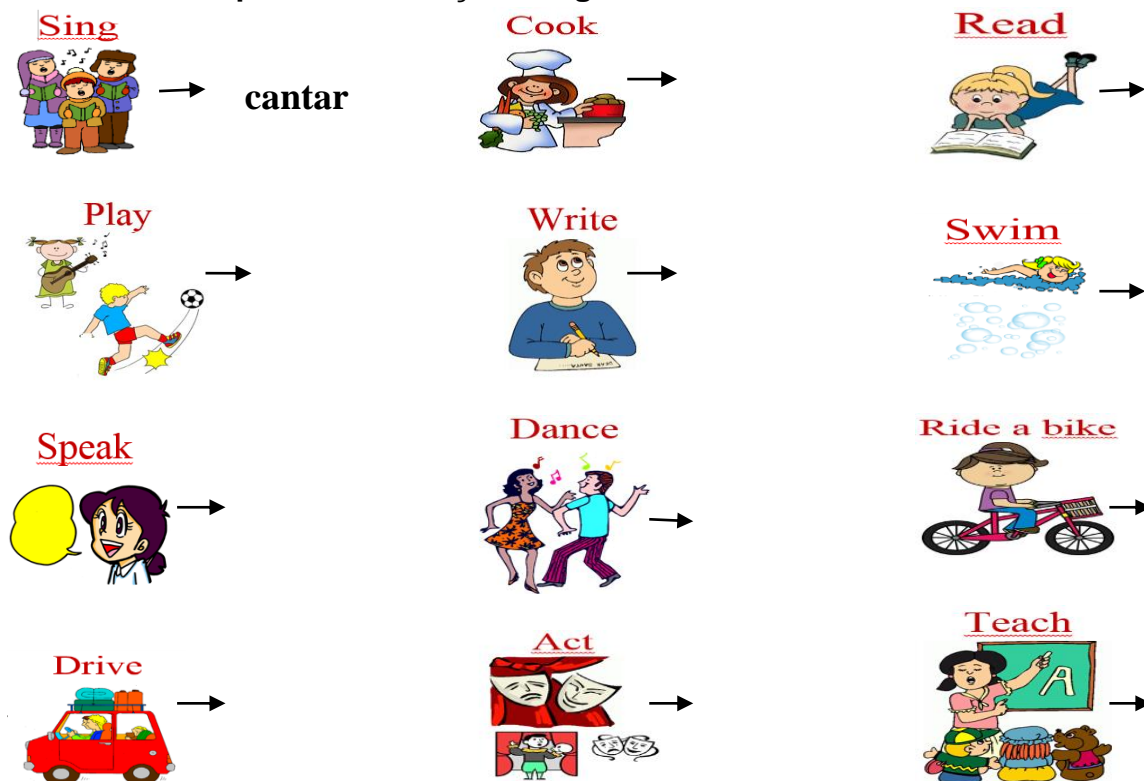 Sing
Cook
Read
cantar
Play
Write
Swim
Speak
Dance
Ride a bike
Drive
Act
Teach
A